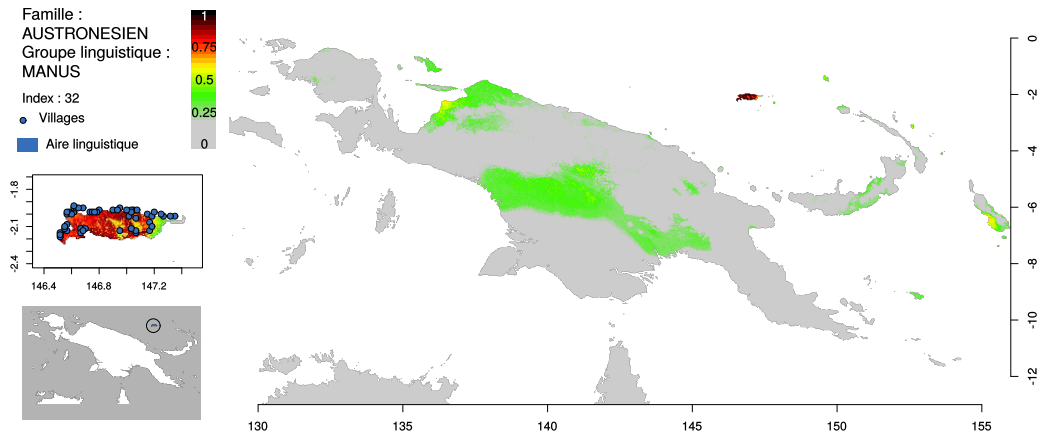 Famille :
AUSTRONESIEN
Groupe linguistique :
MANUS
Index : 32
Villages
Aire linguistique
1
0.75
0.5
0.25
0
-1.8
-2.1
-2.4
146.4 146.8 147.2
0
-2
-4
-6
-8
-10
-12
130 135 140 145 150 155